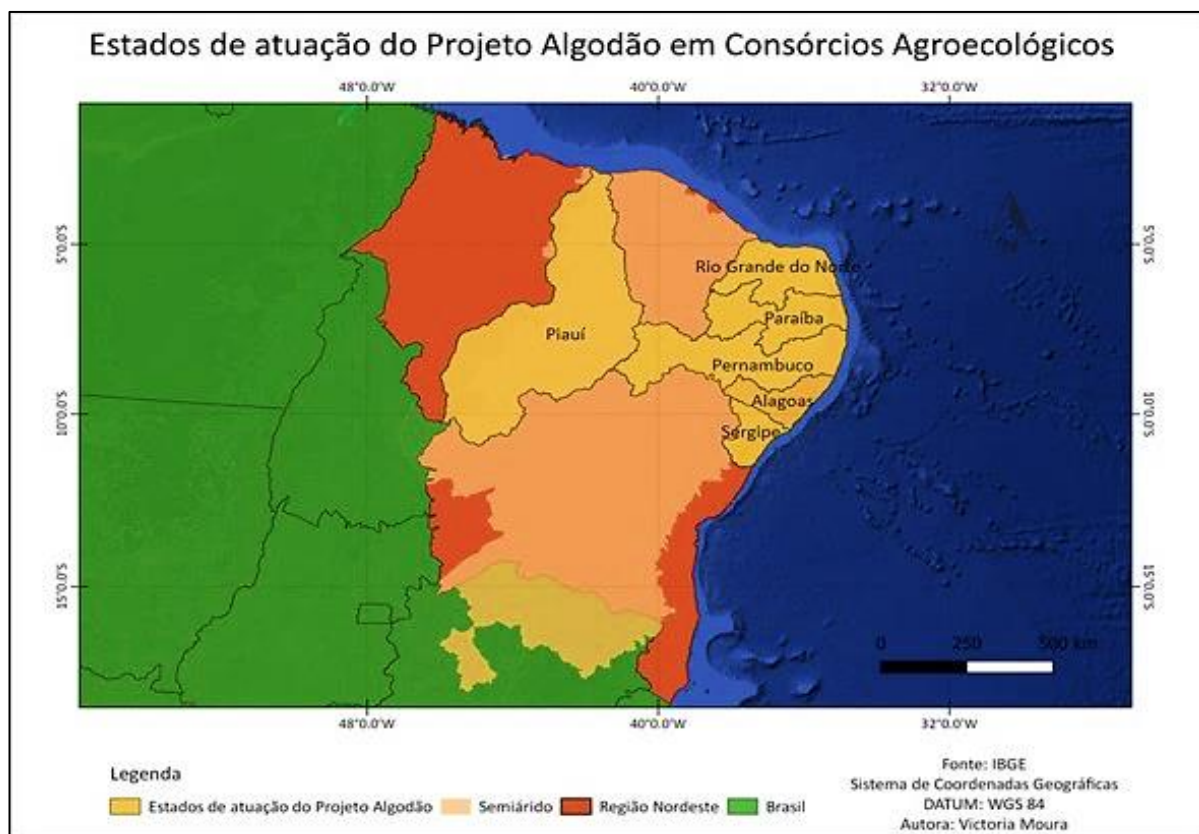 Estados de atuação do Projeto Algodão em Consórcios Agroecológicos
48°0.0'W 40°0.0'W 32°0.0'W
5°0.0'S
5°0.0'S
Rio Grande do Norte
Paraíba
Piauí
Pernambuco
Alagoas
10°0.0'S
10°0.0'S
Sergipe
15°0.0'S
15°0.0'S
0 250 500 km
48°0.0'W 40°0.0'W 32°0.0'W
Legenda
Estados de atuação do Projeto Algodão Semiárido Região Nordeste Brasil
Fonte: IBGE
Sistema de Coordenadas Geográficas
DATUM: WGS 84
Autora: Victoria Moura